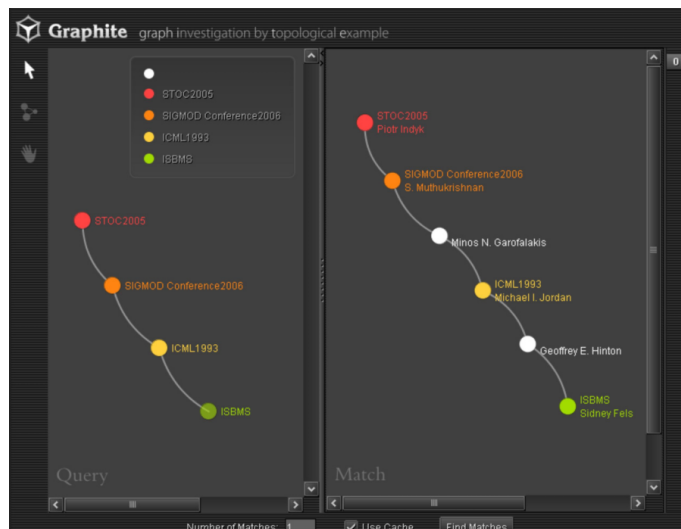 Graphite graph investigation by topological example
STOC2005
SIGMOD Conference2006
ICML1993
ISBMS
STOC2005
SIGMOD Conference2006
ICML1993
ISBMS
Query
STOC2005
Piotr Indyk
SIGMOD Conference2006
S. Muthukrishnan
Minos N. Garofalakis
ICML1993
Michael I. Jordan
Geoffrey E. Hinton
ISBMS
Sidney Fels
Match
0
Number of Matches: 1 Use Cache Find Matches